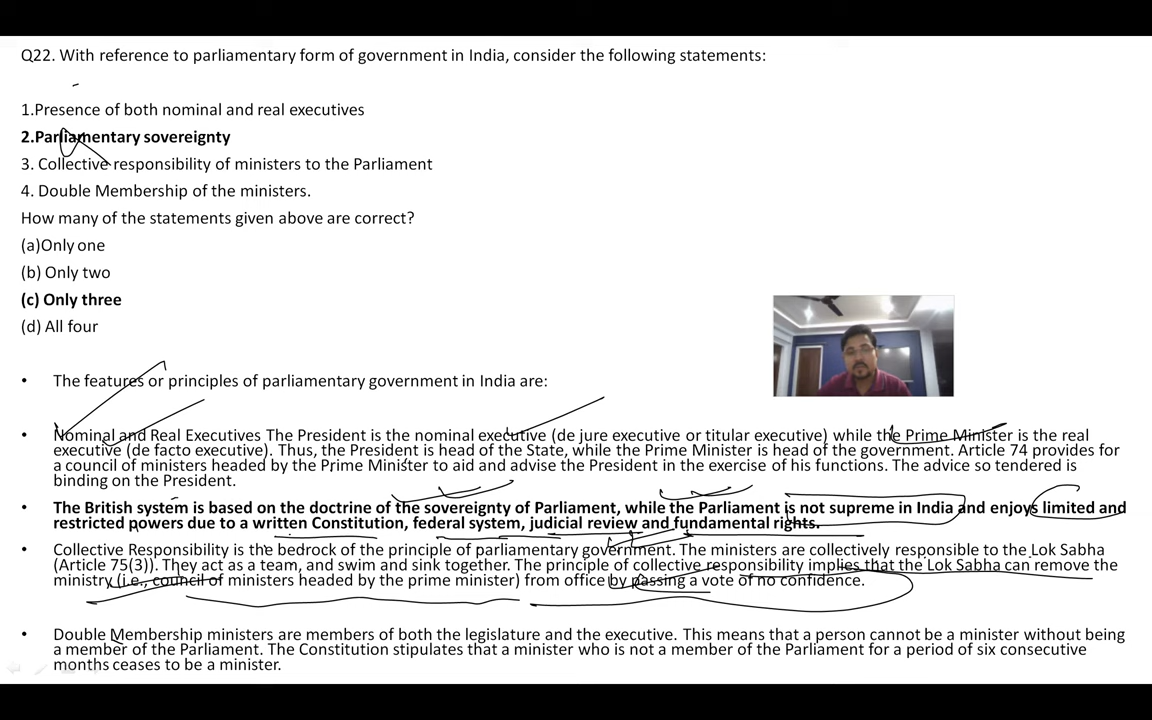 Q22. With reference to parliamentary form of government in India, consider the following statements:
1.Presence of both nominal and real executives
2.Parliamentary sovereignty
3. Collective responsibility of ministers to the Parliament
4. Double Membership of the ministers.
How many of the statements given above are correct?
(a)Only one
(b) Only two
(c) Only three
(d) All four
• The features or principles of parliamentary government in India are:
• Nominal and Real Executives The President is the nominal executive (de jure executive or titular executive) while the Prime Minister is the real
executive (de facto executive). Thus, the President is head of the State, while the Prime Minister is head of the government. Article 74 provides for
a council of ministers headed by the Prime Minister to aid and advise the President in the exercise of his functions. The advice so tendered is
binding on the President.
• The British system is based on the doctrine of the sovereignty of Parliament, while the Parliament is not supreme in India and enjoys limited and
restricted powers due to a written Constitution, federal system, judicial review and fundamental rights.
• Collective Responsibility is the bedrock of the principle of parliamentary government. The ministers are collectively responsible to the Lok Sabha
(Article 75(3)). They act as a team, and swim and sink together. The principle of collective responsibility implies that the Lok Sabha can remove the
ministry (i.e., council of ministers headed by the prime minister) from office by passing a vote of no confidence.
• Double Membership ministers are members of both the legislature and the executive. This means that a person cannot be a minister without being
a member of the Parliament. The Constitution stipulates that a minister who is not a member of the Parliament for a period of six consecutive
months ceases to be a minister.